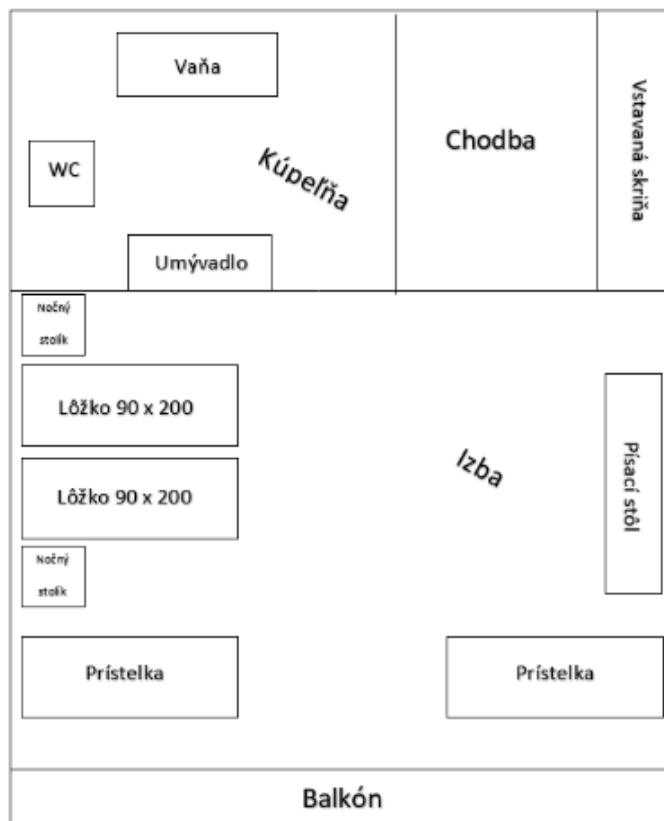 Vaňa
WC
Kúpeľňa
Umývadlo
Chodba
Vstavaná skriňa
Nočný
stolík
Lôžko 90 x 200
Lôžko 90 x 200
Nočný
stolík
Izba
Písací stôl
Prístelka
Prístelka
Balkón